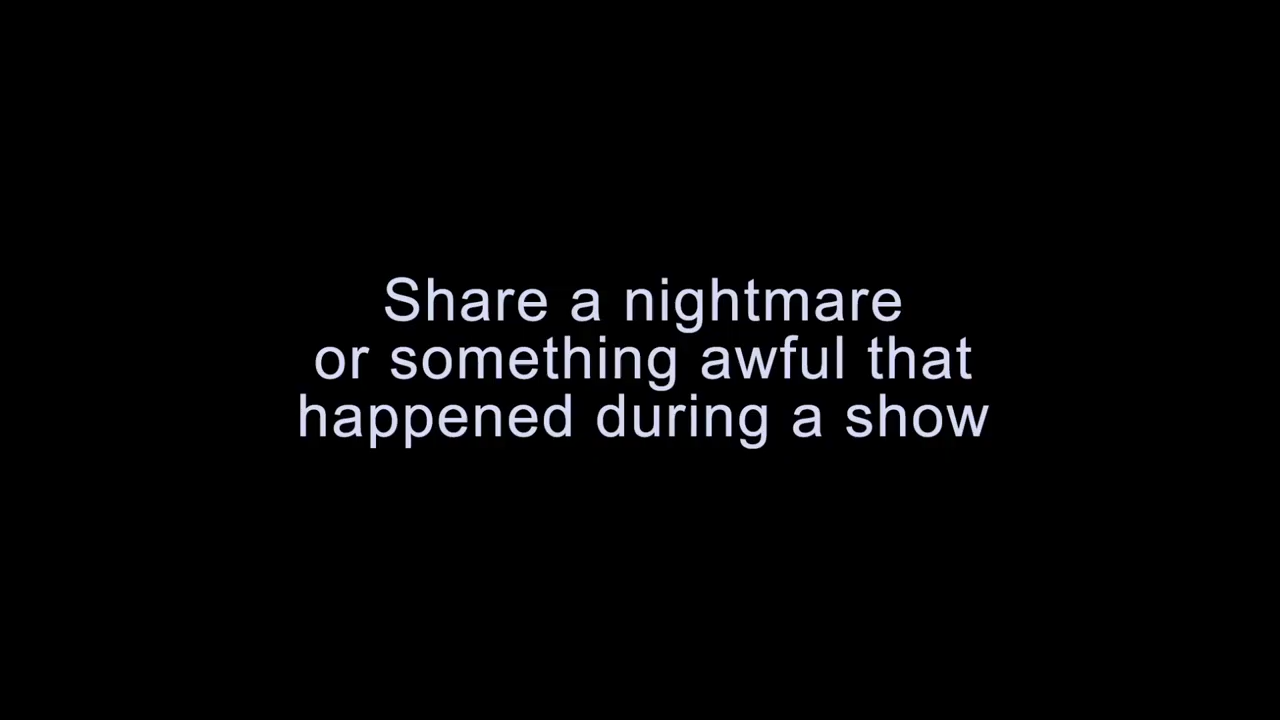 Share a nightmare
or something awful that
happened during a show